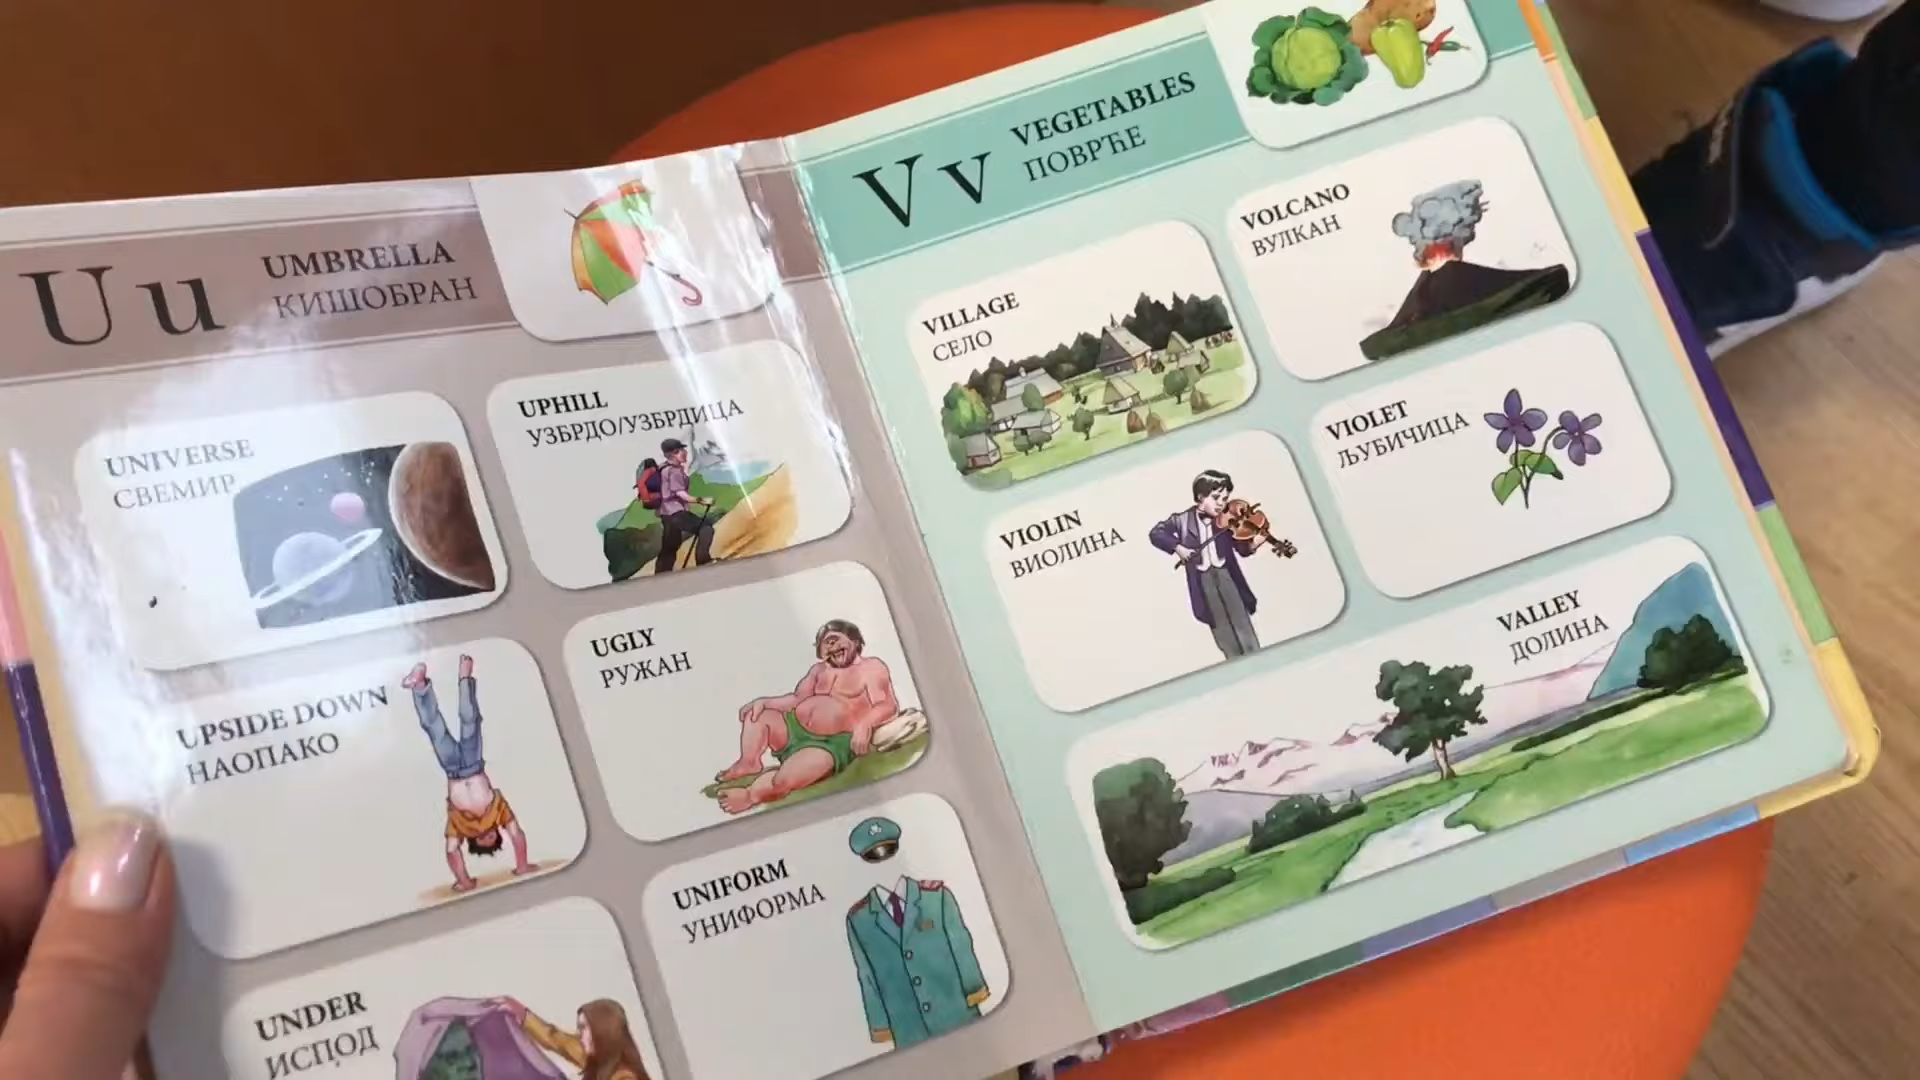 U u
UMBRELLA
КИШОБРАН
UNIVERSE
СВЕМИР
UPHILL
УЗБРДО/УЗБРДИЦА
UPSIDE DOWN
НАОПАКО
UGLY
РУЖАН
UNDER
ИСПОД
UNIFORM
УНИФОРМА
V v
VEGETABLES
ПОВРЋЕ
VILLAGE
СЕЛО
VOLCANO
ВУЛКАН
VIOLIN
ВИОЛИНА
VIOLET
ЉУБИЧИЦА
VALLEY
ДОЛИНА